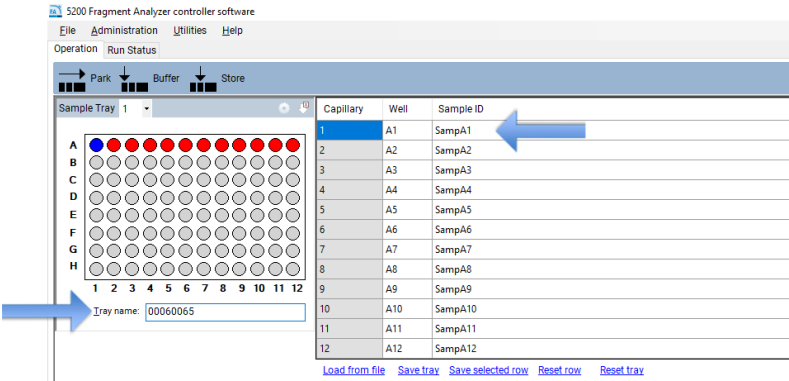 5200 Fragment Analyzer controller software
File Administration Utilities Help
Operation Run Status
Park Buffer Store
Sample Tray 1
A
B
C
D
E
F
G
H
1 2 3 4 5 6 7 8 9 10 11 12
Tray name: 00060065
Capillary Well Sample ID
1 A1 SampA1
2 A2 SampA2
3 A3 SampA3
4 A4 SampA4
5 A5 SampA5
6 A6 SampA6
7 A7 SampA7
8 A8 SampA8
9 A9 SampA9
10 A10 SampA10
11 A11 SampA11
12 A12 SampA12
Load from file Save tray Save selected row Reset row Reset tray